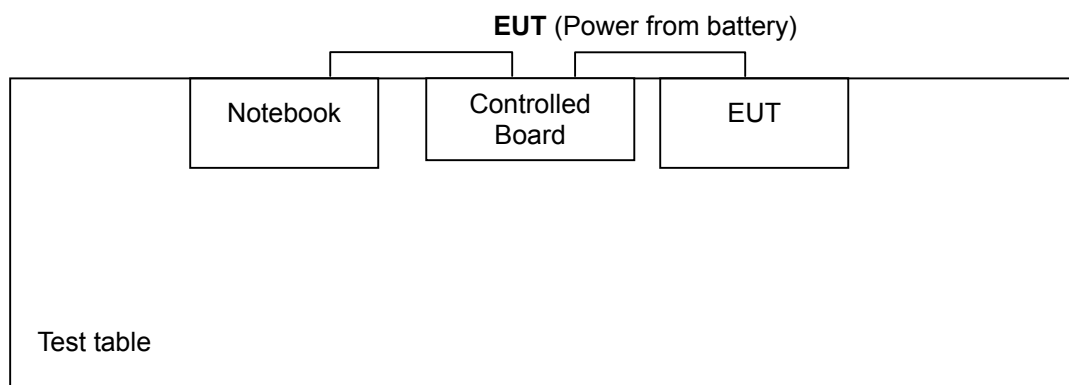 EUT (Power from battery)
Notebook
Controlled
Board
EUT
Test table